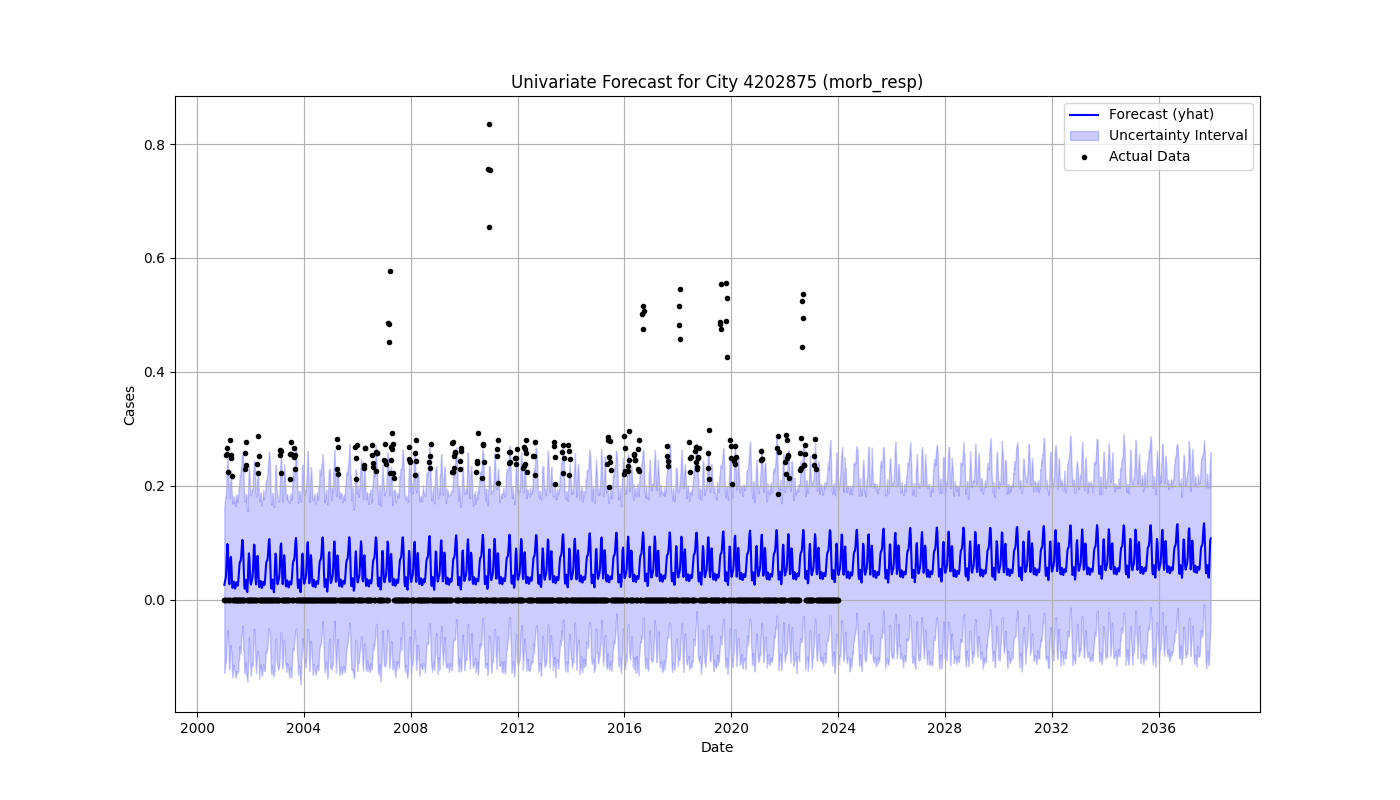 Univariate Forecast for City 4202875 (morb_resp)
Forecast (yhat)
Uncertainty Interval
Actual Data
Cases
0.8
0.6
0.4
0.2
0.0
2000 2004 2008 2012 2016 2020 2024 2028 2032 2036
Date